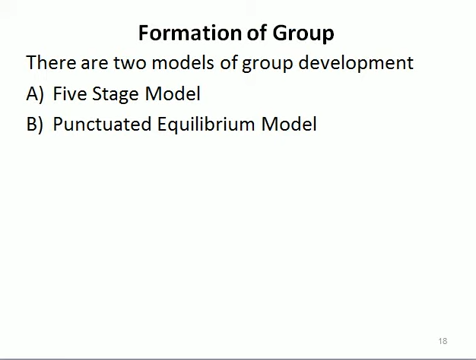 Formation of Group
There are two models of group development
A) Five Stage Model
B) Punctuated Equilibrium Model
18